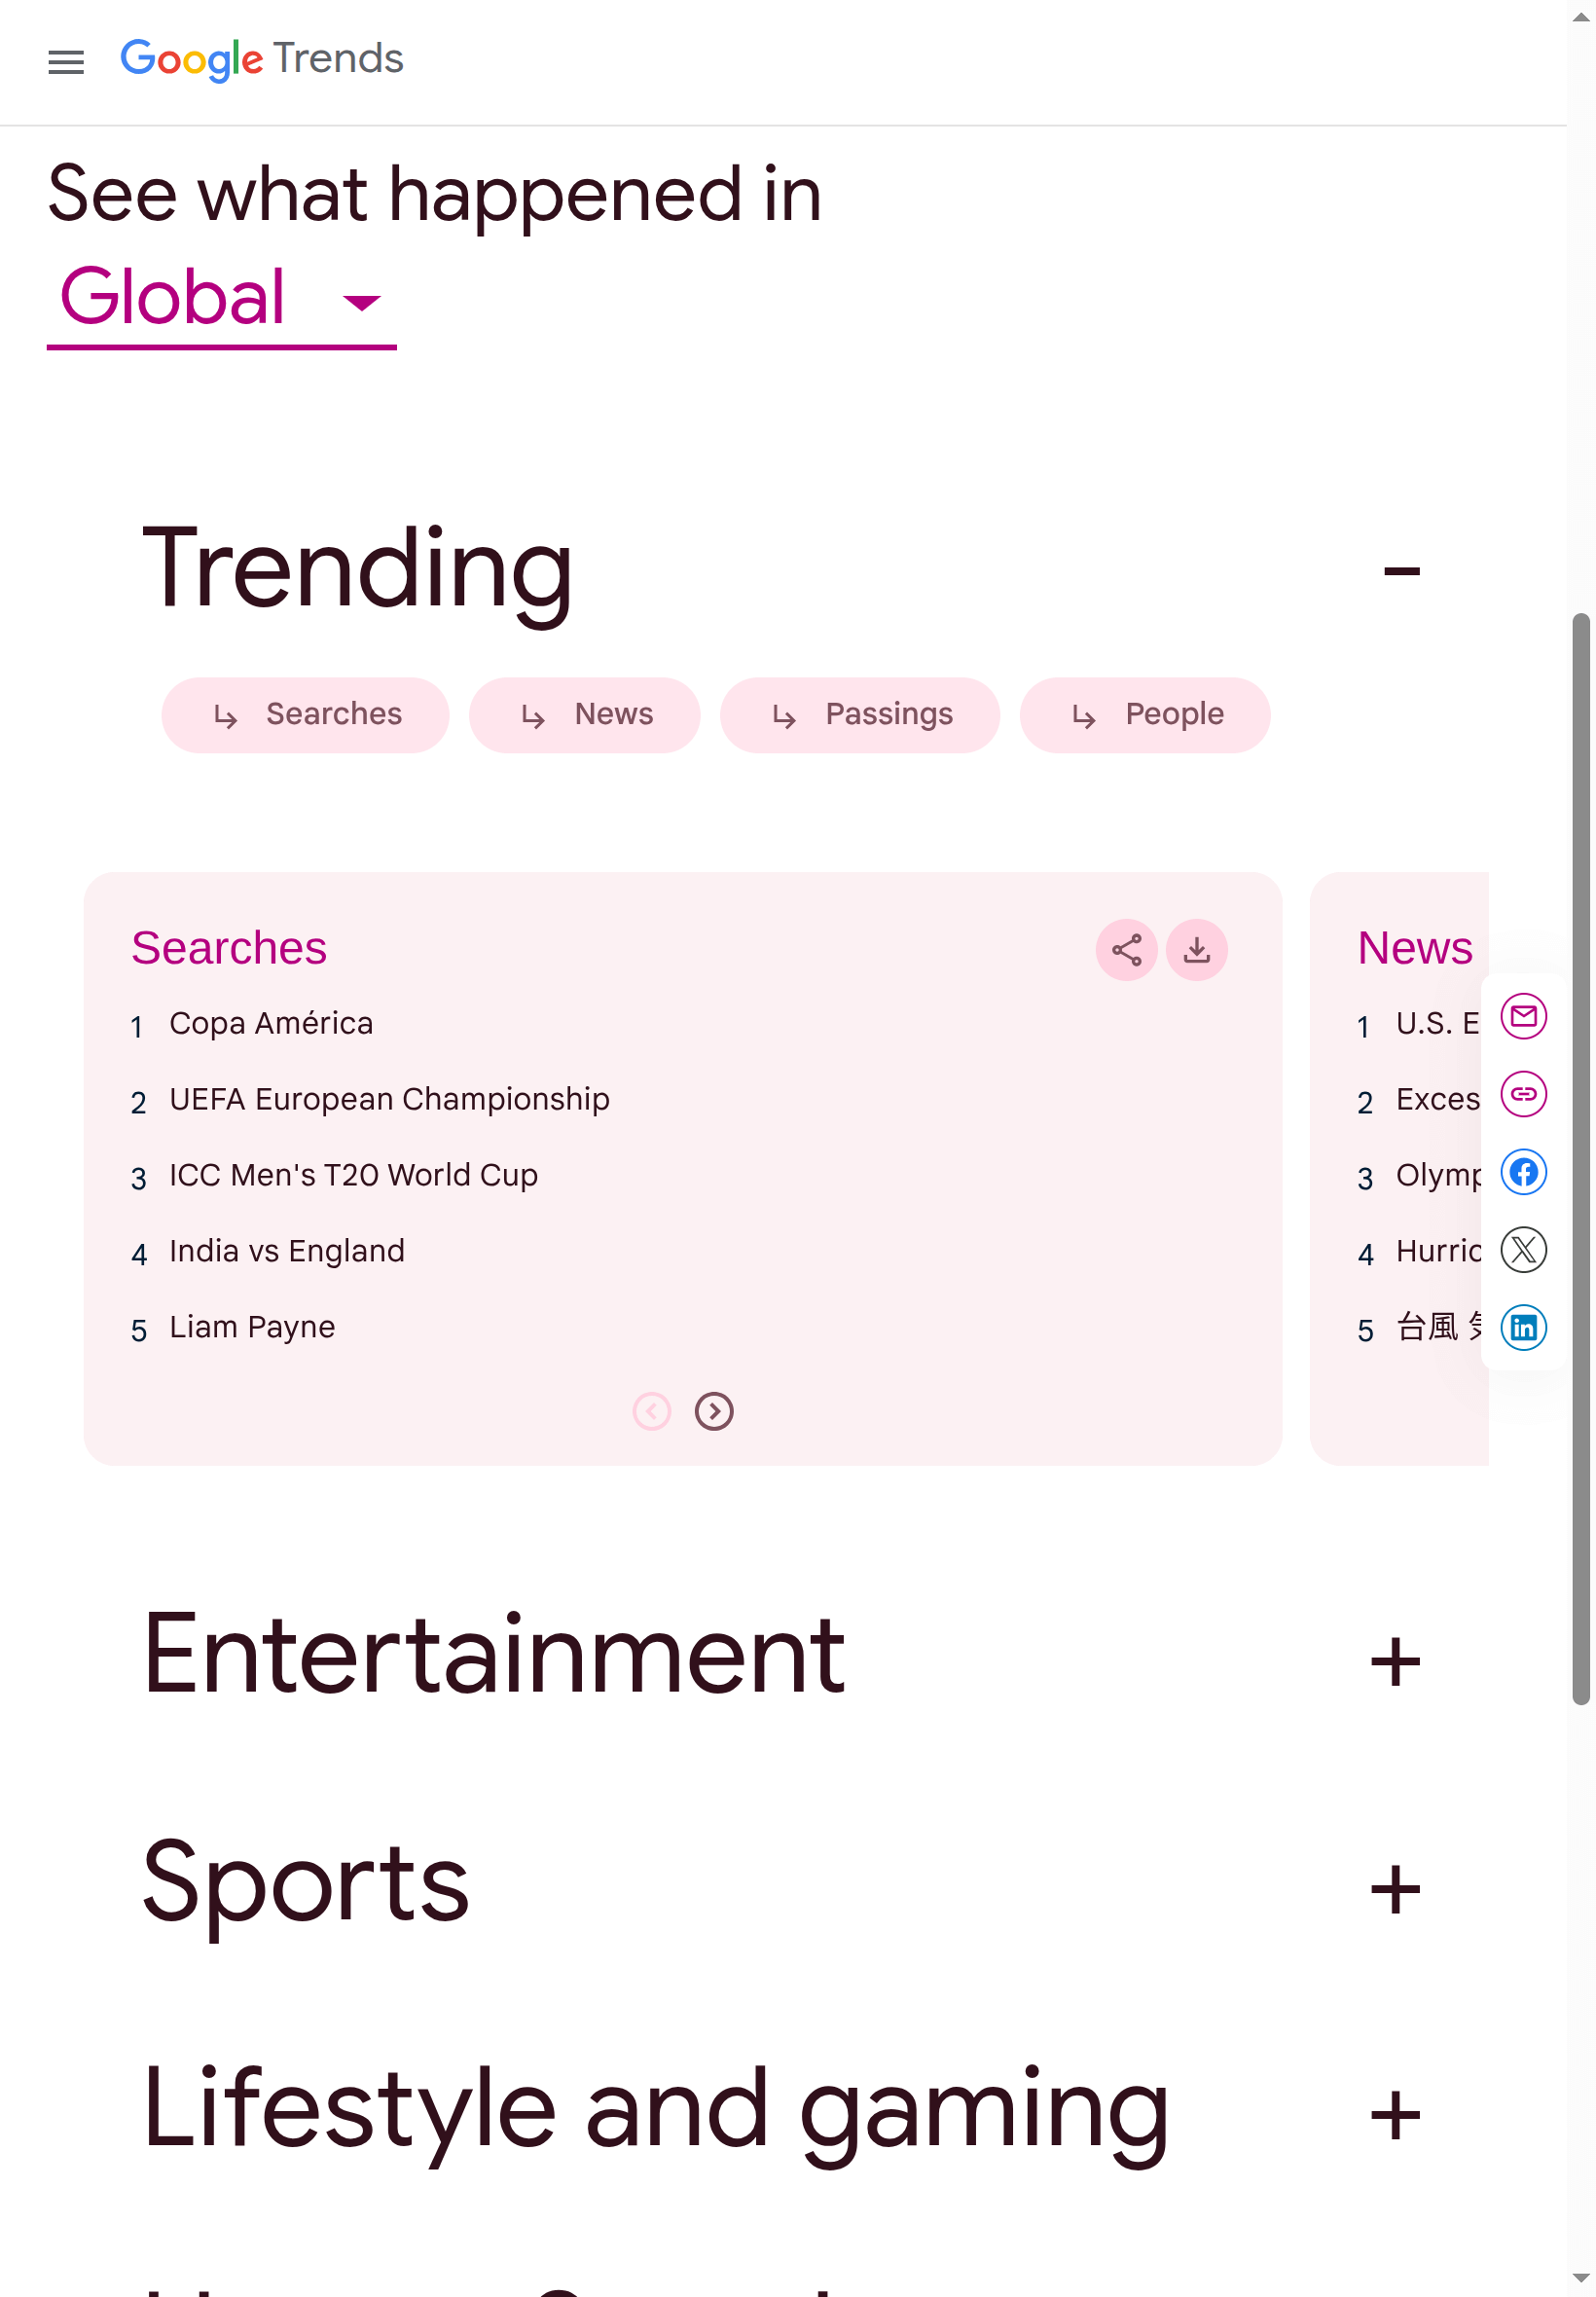 Google Trends
See what happened in
Global
Trending
Searches
News
Passings
People
Searches
1 Copa América
2 UEFA European Championship
3 ICC Men's T20 World Cup
4 India vs England
5 Liam Payne
News
1 U.S. E
2 Exces
3 Olymp
4 Hurric
5 台風
Entertainment
Sports
Lifestyle and gaming